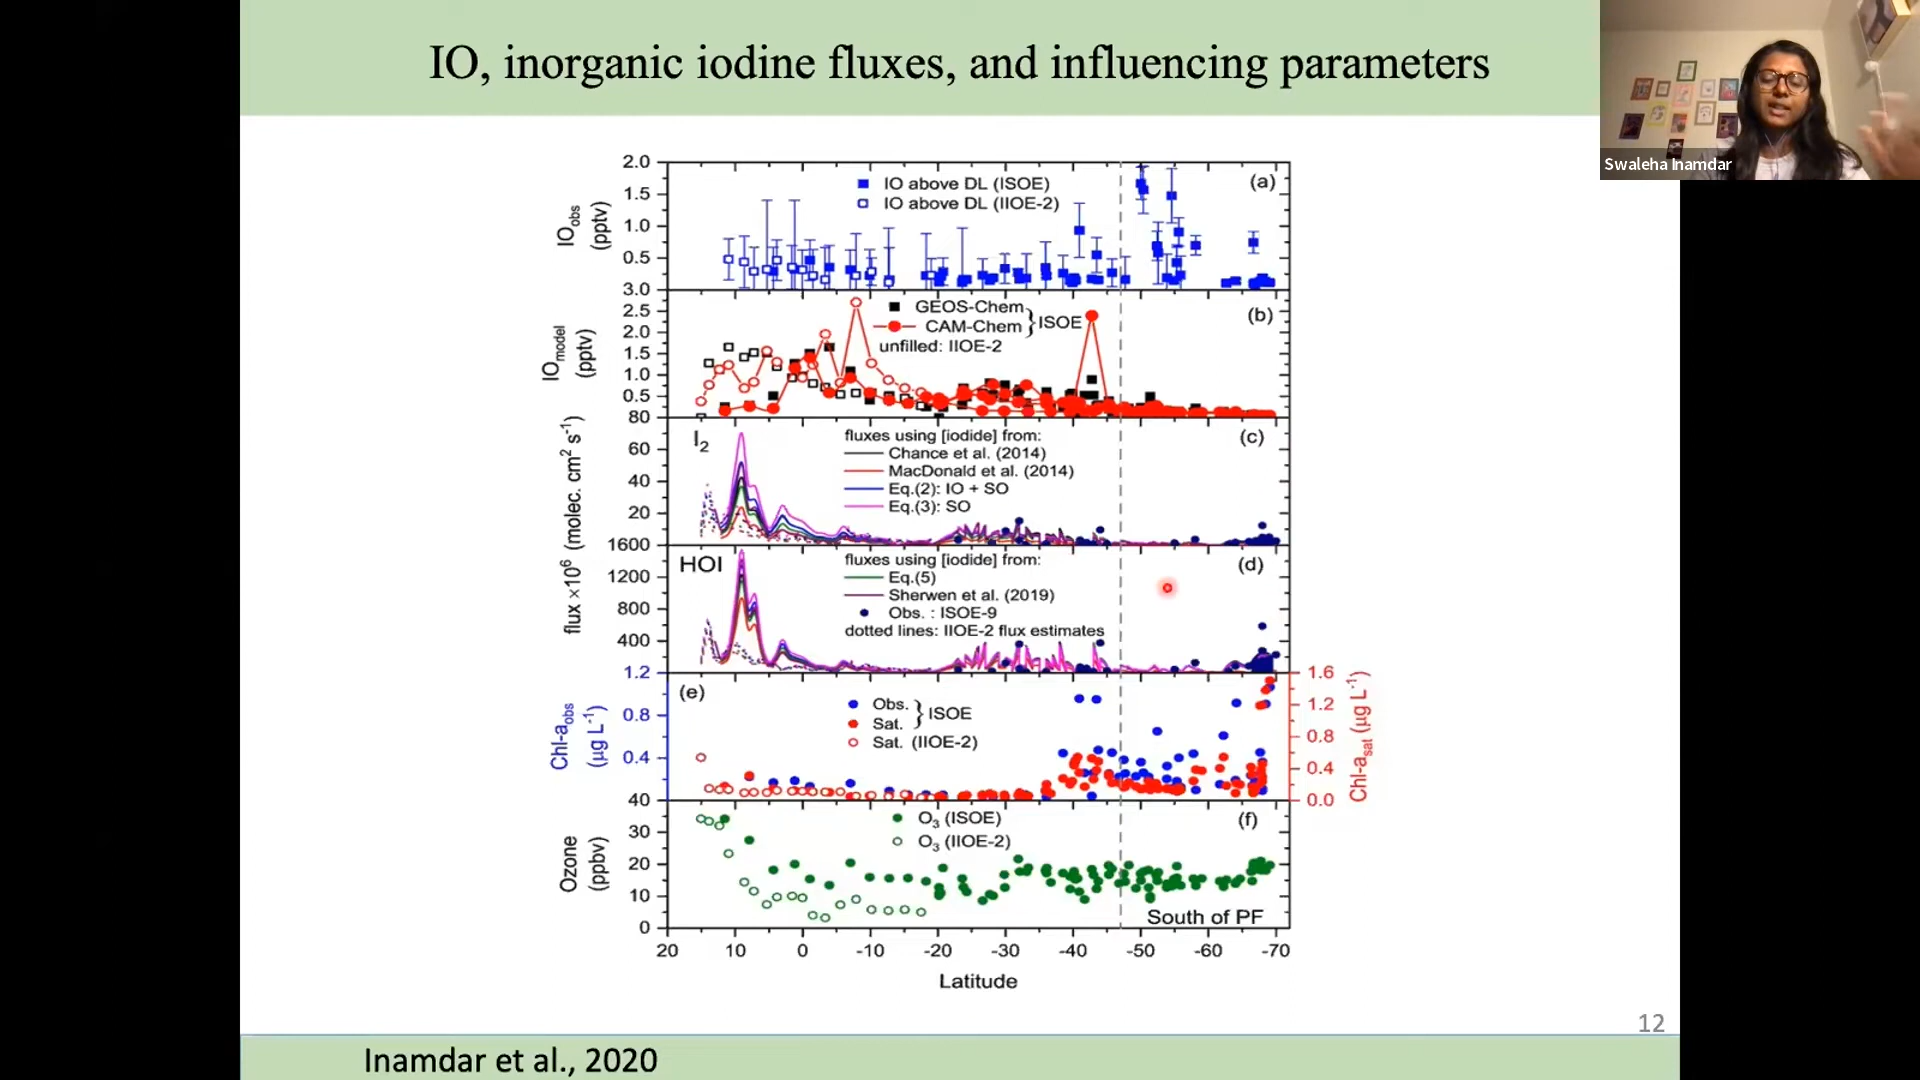 IO, inorganic iodine fluxes, and influencing parameters
Swaleha Inamdar
2.0
1.5
1.0
0.5
3.0
IO obs (pptv)
IO above DL (ISOE)
IO above DL (IIOE-2)
(a)
2.5
2.0
1.5
1.0
0.5
80
IO model (pptv)
GEOS-Chem
CAM-Chem
ISOE
unfilled: IIOE-2
(b)
60
40
20
1600
I2
fluxes using [iodide] from:
Chance et al. (2014)
MacDonald et al. (2014)
Eq.(2): IO + SO
Eq.(3): SO
(c)
flux ×10⁶ (molec. cm² s⁻¹)
1200
800
400
1.2
HOI
fluxes using [iodide] from:
Eq.(5)
Sherwen et al. (2019)
Obs. : ISOE-9
dotted lines: IIOE-2 flux estimates
(d)
0.8
0.4
40
Chl-a obs (µg L⁻¹)
(e)
Obs.
Sat.
ISOE
Sat. (IIOE-2)
1.6
1.2
0.8
0.4
0.0
Chl-a sat (µg L⁻¹)
30
20
10
0
Ozone (ppbv)
O3 (ISOE)
O3 (IIOE-2)
(f)
South of PF
20 10 0 -10 -20 -30 -40 -50 -60 -70
Latitude
12
Inamdar et al., 2020